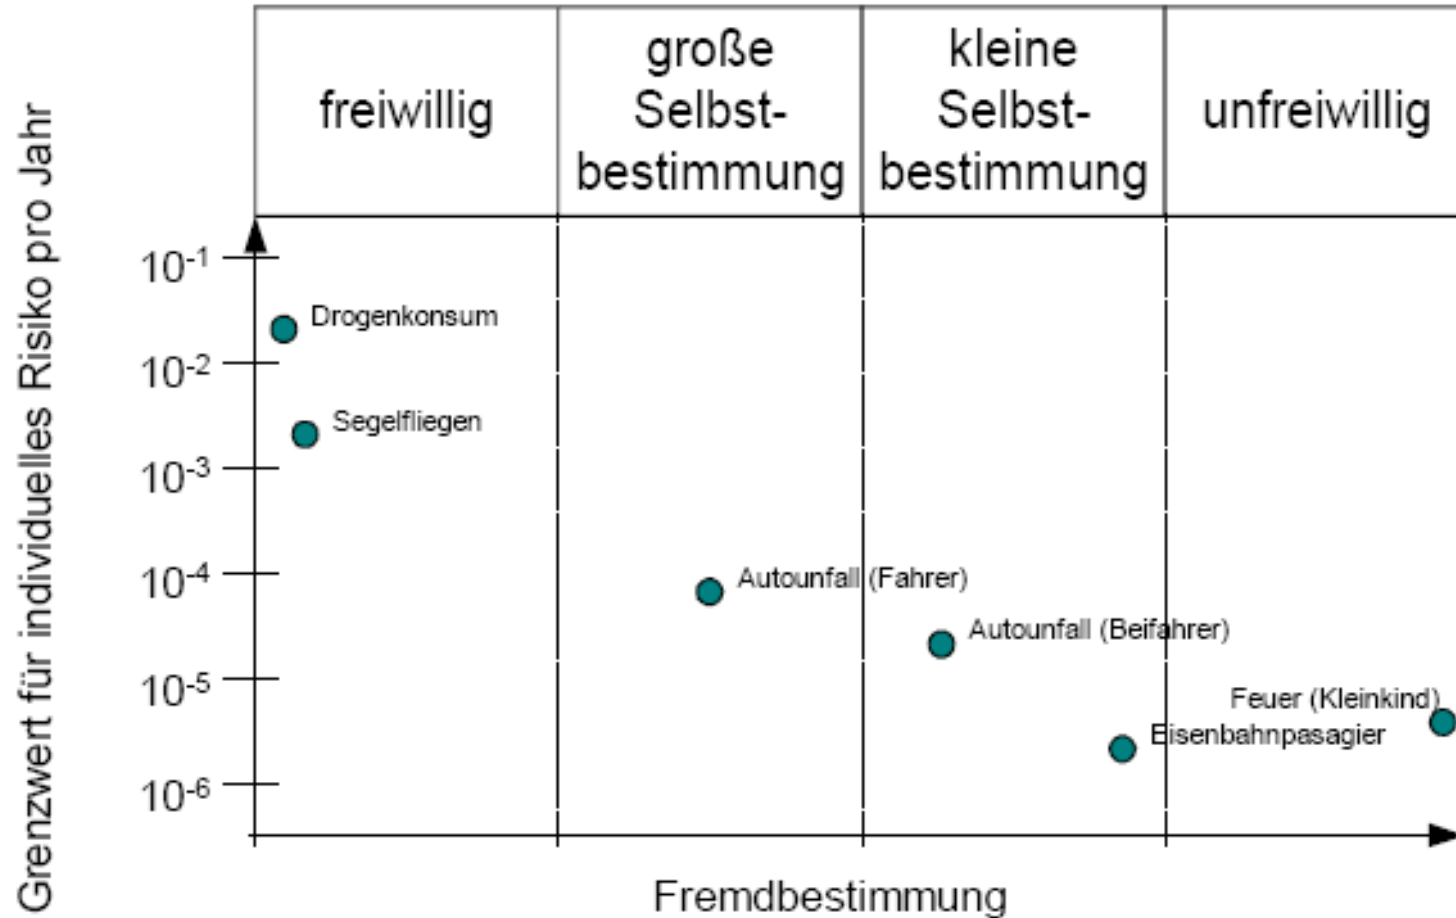 Grenzwert für individuelles Risiko pro Jahr
freiwillig
große
Selbst-
bestimmung
kleine
Selbst-
bestimmung
unfreiwillig
10-1
Drogenkonsum
10-2
Segelfliegen
10-3
10-4
Autounfall (Fahrer)
Autounfall (Beifahrer)
10-5
Feuer (Kleinkind)
Eisenbahnpasagier
10-6
Fremdbestimmung